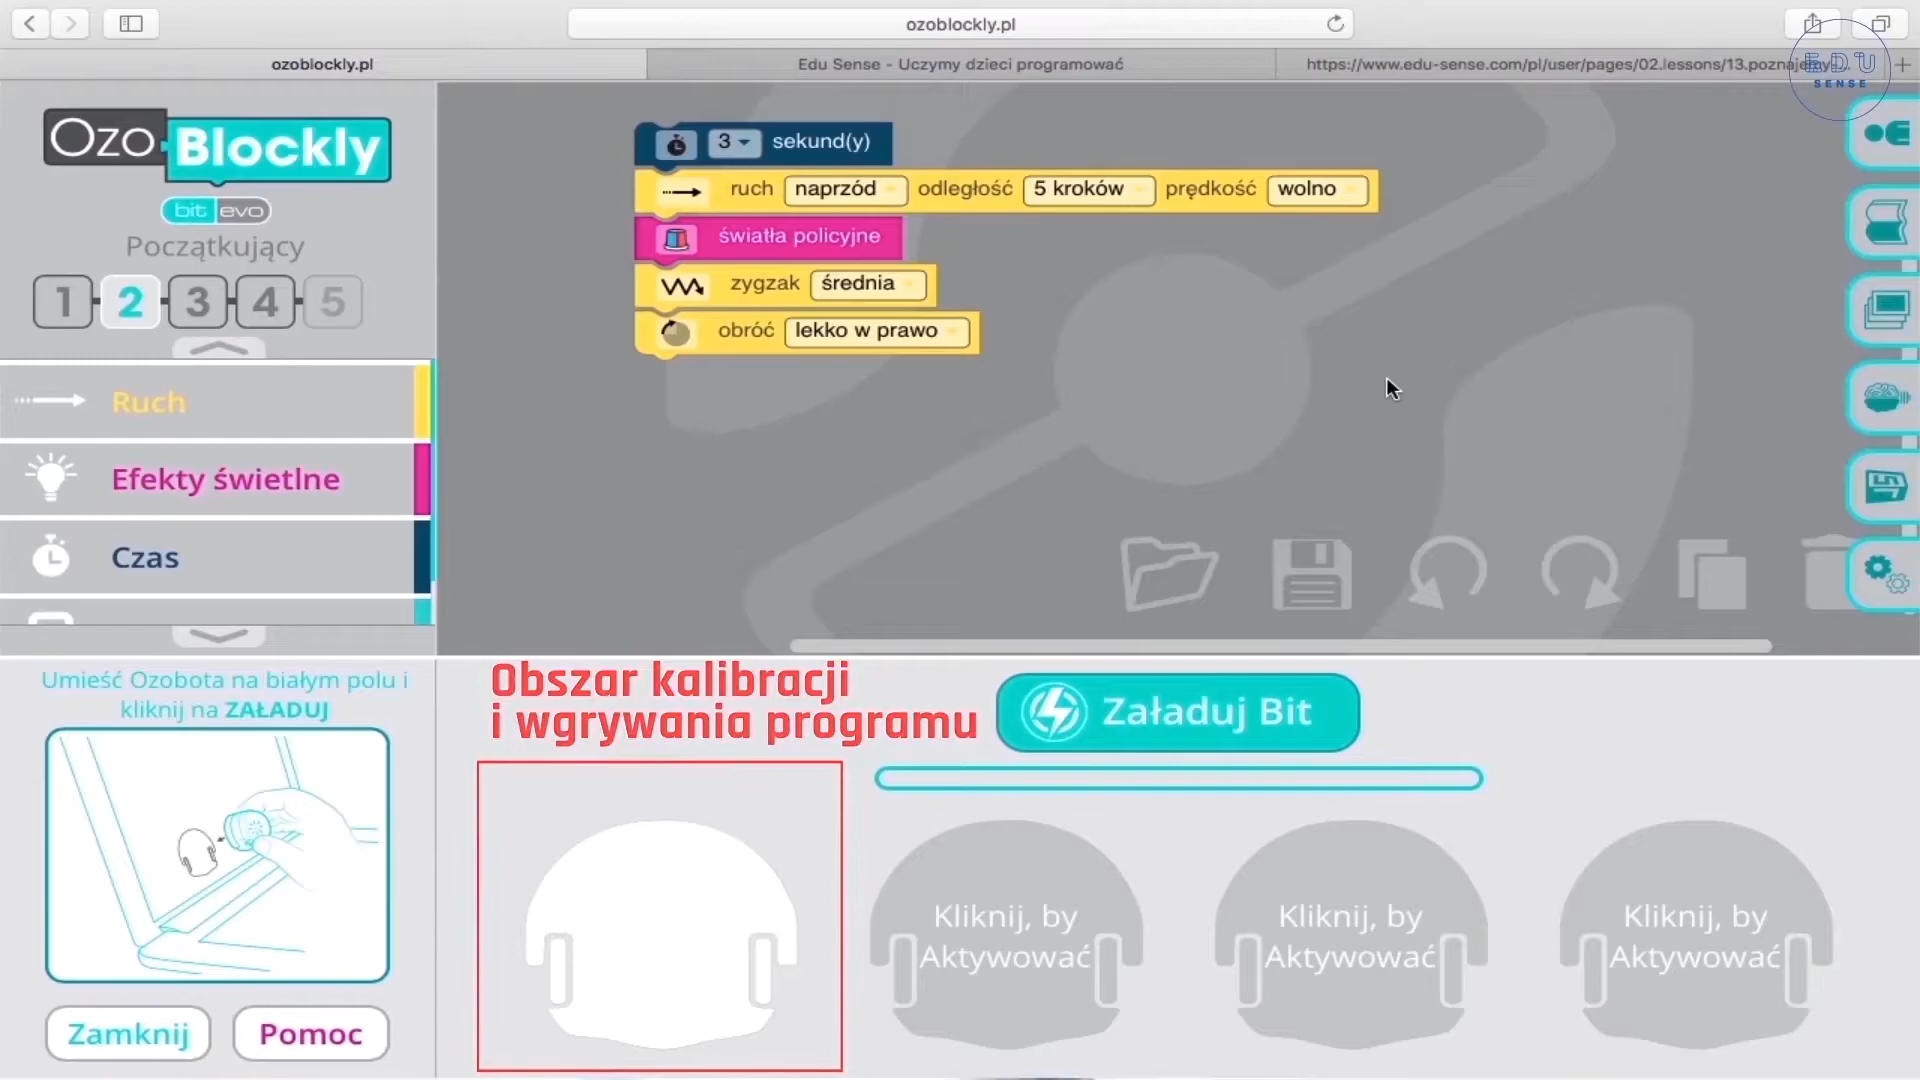 ozoblockly.pl
ozoblockly.pl
Edu Sense - Uczymy dzieci programować
https://www.edu-sense.com/pl/user/pages/02.lessons/13.poznajemy...
EDU
SENSE
Ozo Blockly
bit evo
Początkujący
1 2 3 4 5
Ruch
Efekty świetlne
Czas
3 sekund(y)
ruch naprzód odległość 5 kroków prędkość wolno
światła policyjne
zygzak średnia
obróć lekko w prawo
Umieść Ozobota na białym polu i
kliknij na ZAŁADUJ
Zamknij
Pomoc
Obszar kalibracji
i wgrywania programu
Załaduj Bit
Kliknij, by
Aktywować
Kliknij, by
Aktywować
Kliknij, by
Aktywować